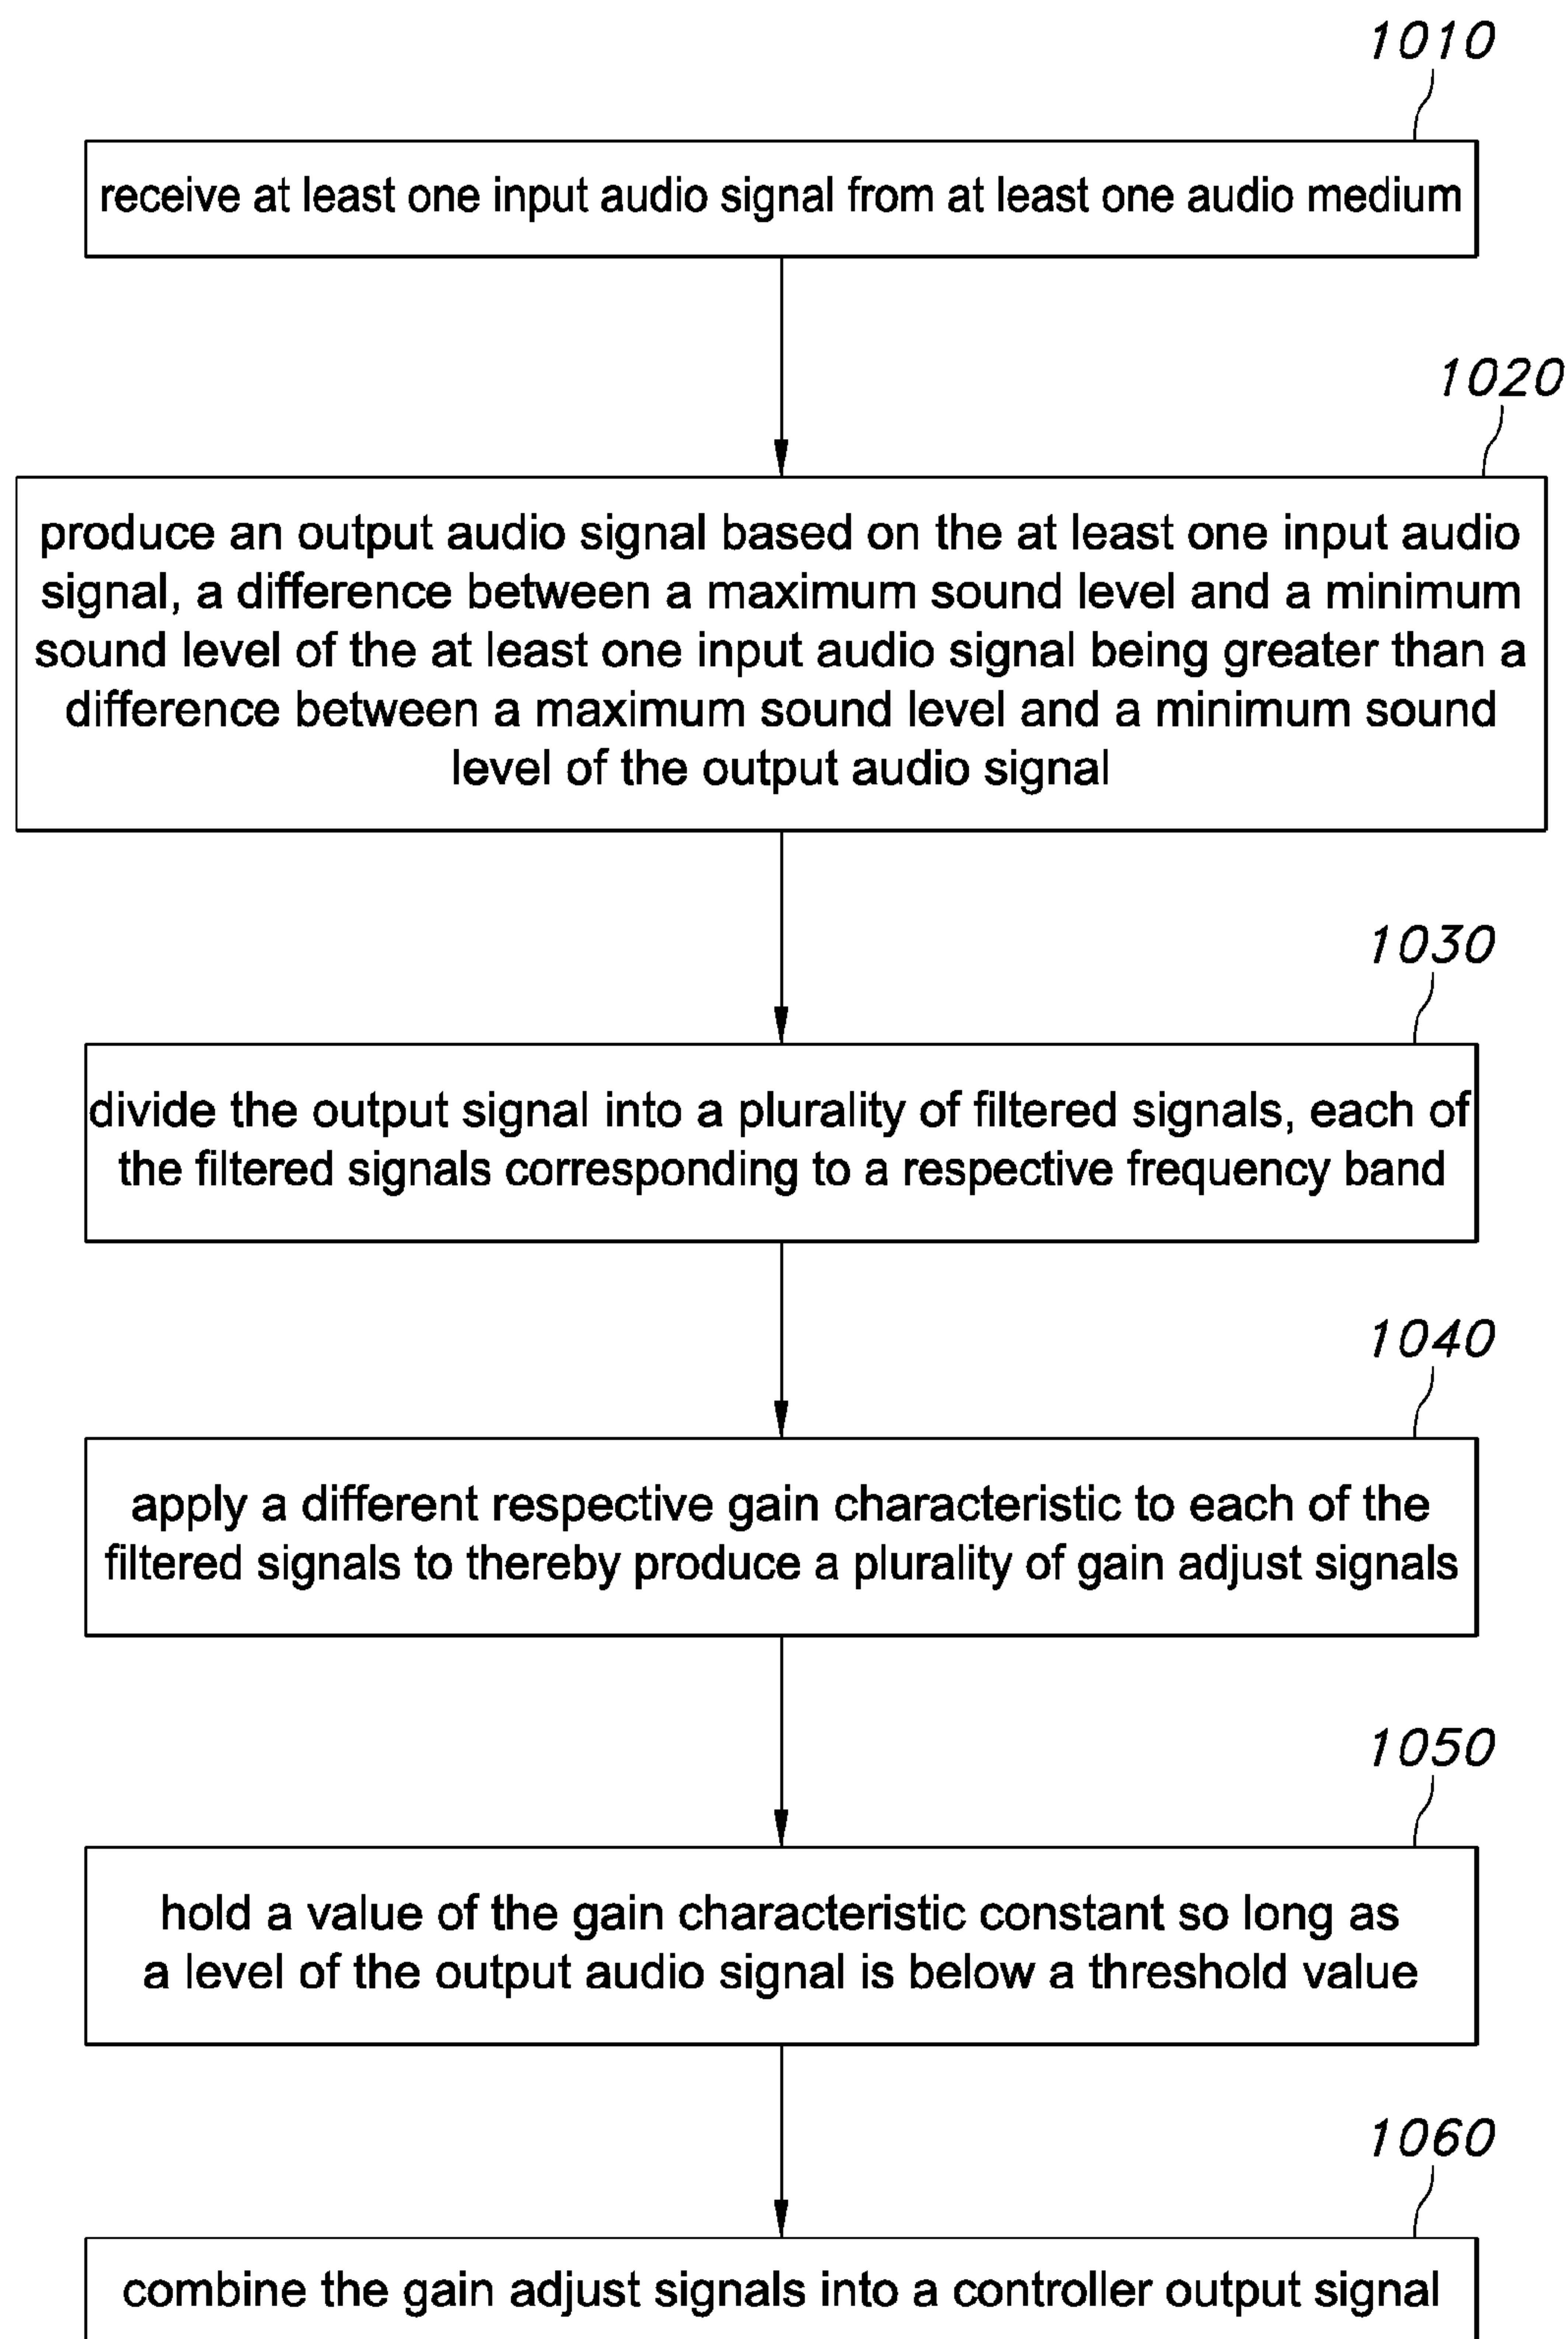 1010
receive at least one input audio signal from at least one audio medium
1020
produce an output audio signal based on the at least one input audio
signal, a difference between a maximum sound level and a minimum
sound level of the at least one input audio signal being greater than a
difference between a maximum sound level and a minimum sound
level of the output audio signal
1030
divide the output signal into a plurality of filtered signals, each of
the filtered signals corresponding to a respective frequency band
1040
apply a different respective gain characteristic to each of the
filtered signals to thereby produce a plurality of gain adjust signals
1050
hold a value of the gain characteristic constant so long as
a level of the output audio signal is below a threshold value
1060
combine the gain adjust signals into a controller output signal